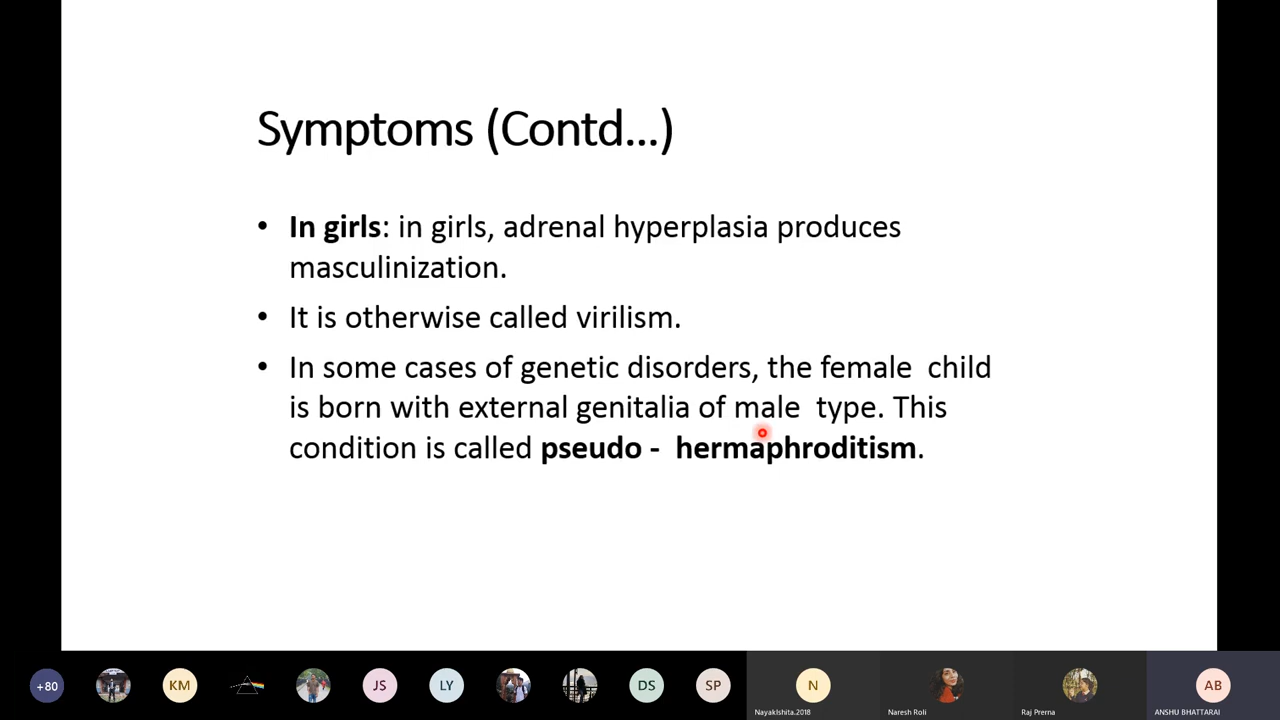 Symptoms (Contd...)
• In girls: in girls, adrenal hyperplasia produces
masculinization.
• It is otherwise called virilism.
• In some cases of genetic disorders, the female child
is born with external genitalia of male type. This
condition is called pseudo - hermaphroditism.
+80 KM JS LY DS SP N AB
NayakIshita.2018 Naresh Roli Raj Prerna ANSHU BHATTARAI